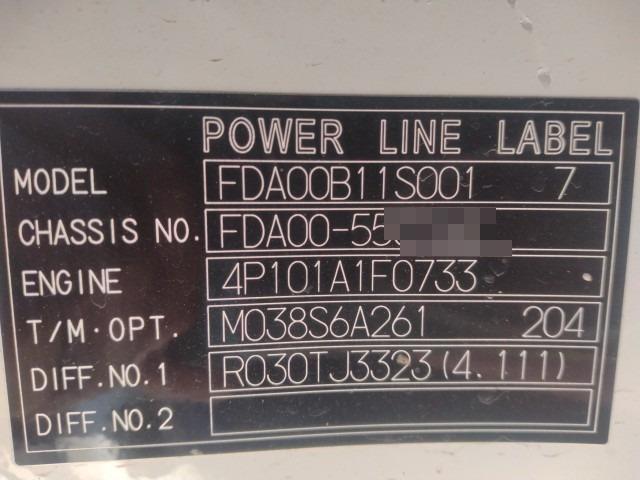 POWER LINE LABEL
MODEL FDA00B11S001 7
CHASSIS NO. FDA00-55
ENGINE 4P101A1F0733
T/M·OPT. M038S6A261 204
DIFF.NO.1 R030TJ3323(4.111)
DIFF.NO.2